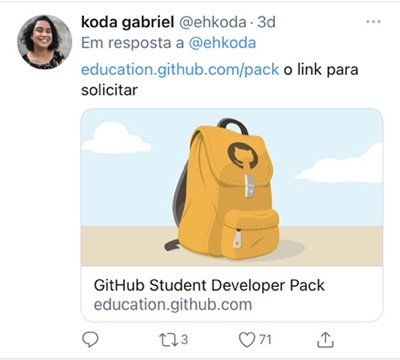 koda gabriel @ehkoda · 3d
Em resposta a @ehkoda
education.github.com/pack o link para
solicitar
GitHub Student Developer Pack
education.github.com
3 71